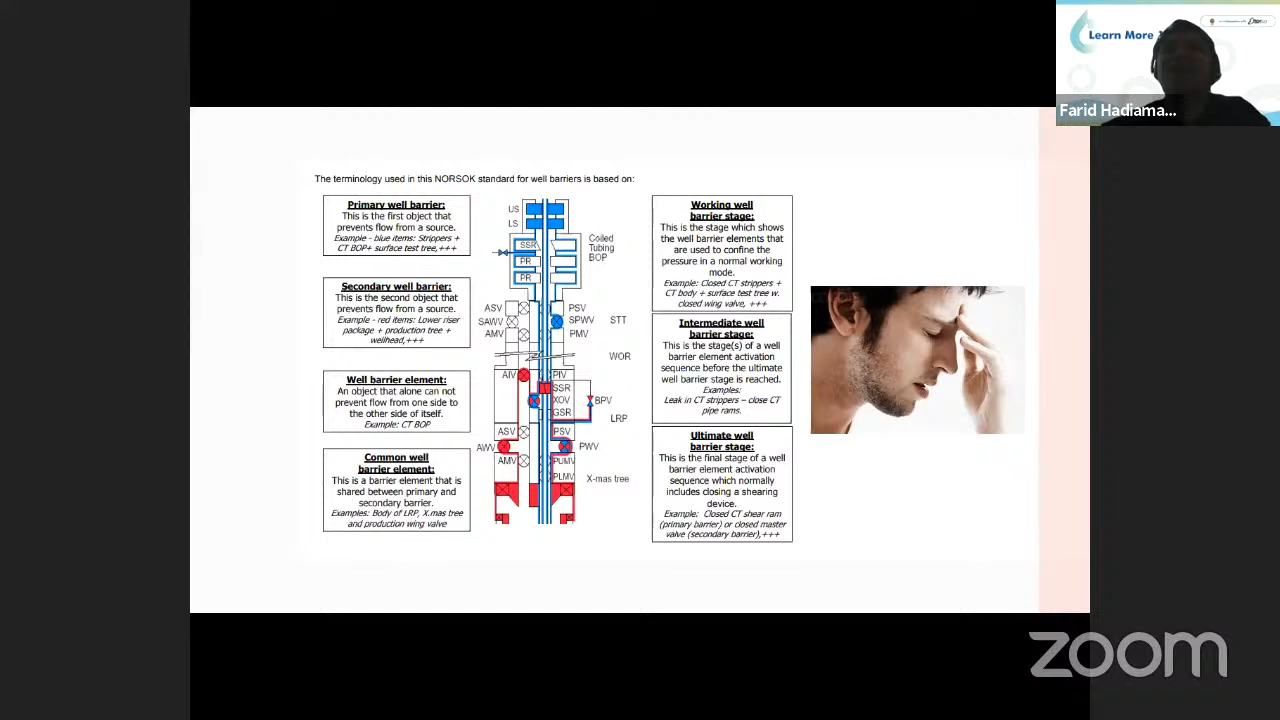 Learn More
Farid Hadiama...
The terminology used in this NORSOK standard for well barriers is based on:
Primary well barrier:
This is the first object that
prevents flow from a source.
Example - blue items: Strippers +
CT BOP+ surface test tree,+++
Secondary well barrier:
This is the second object that
prevents flow from a source.
Example - red items: Lower riser
package + production tree +
wellhead,+++
Well barrier element:
An object that alone can not
prevent flow from one side to
the other side of itself.
Example: CT BOP
Common well
barrier element:
This is a barrier element that is
shared between primary and
secondary barrier.
Examples: Body of LRP, X.mas tree
and production wing valve
US
LS
SSR
PR
PR
Coiled
Tubing
BOP
ASV
PSV
SAWV
SPWV
STT
AMV
PMV
WOR
AIV
PIV
SSR
XOV
BPV
GSR
LRP
ASV
PSV
AWV
PWV
AMV
PUMV
PLMV
X-mas tree
Working well
barrier stage:
This is the stage which shows
the well barrier elements that
are used to confine the
pressure in a normal working
mode.
Example: Closed CT strippers +
CT body + surface test tree w.
closed wing valve, +++
Intermediate well
barrier stage:
This is the stage(s) of a well
barrier element activation
sequence before the ultimate
well barrier stage is reached.
Examples:
Leak in CT strippers – close CT
pipe rams.
Ultimate well
barrier stage:
This is the final stage of a well
barrier element activation
sequence which normally
includes closing a shearing
device.
Example: Closed CT shear ram
(primary barrier) or closed master
valve (secondary barrier),+++
zoom